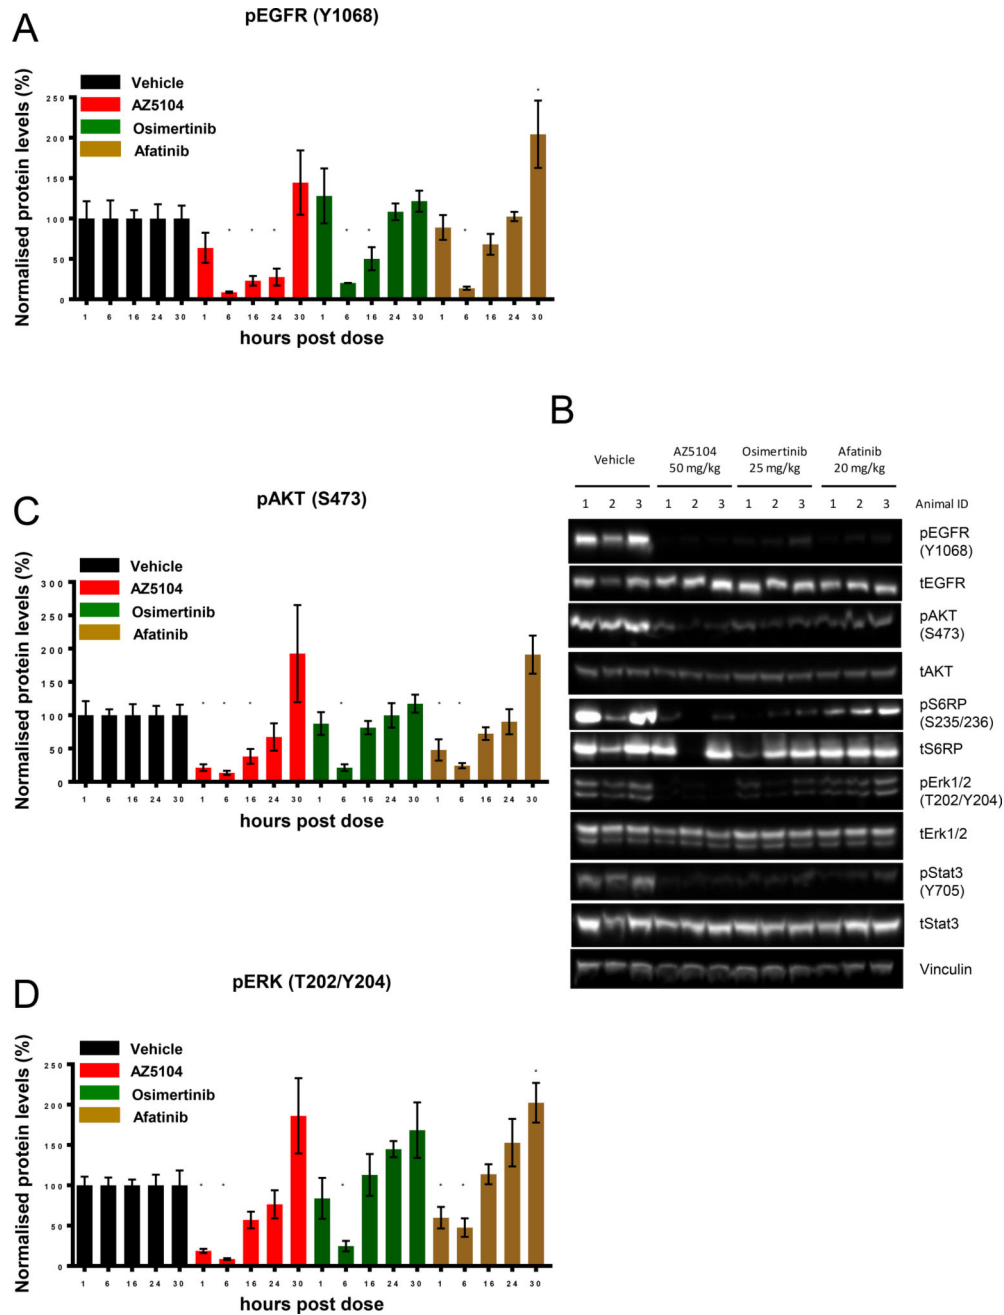 A
pEGFR (Y1068)
Normalised protein levels (%)
Vehicle
AZ5104
Osimertinib
Afatinib
250
200
150
100
50
0
1 6 16 24 30 1 6 16 24 30 1 6 16 24 30 1 6 16 24 30
hours post dose
B
Vehicle
AZ5104
50 mg/kg
Osimertinib
25 mg/kg
Afatinib
20 mg/kg
1 2 3 1 2 3 1 2 3 1 2 3 Animal ID
pEGFR
(Y1068)
tEGFR
pAKT
(S473)
tAKT
pS6RP
(S235/236)
tS6RP
pErk1/2
(T202/Y204)
tErk1/2
pStat3
(Y705)
tStat3
Vinculin
C
pAKT (S473)
Normalised protein levels (%)
Vehicle
AZ5104
Osimertinib
Afatinib
300
250
200
150
100
50
0
1 6 16 24 30 1 6 16 24 30 1 6 16 24 30 1 6 16 24 30
hours post dose
D
pERK (T202/Y204)
Normalised protein levels (%)
Vehicle
AZ5104
Osimertinib
Afatinib
250
200
150
100
50
0
1 6 16 24 30 1 6 16 24 30 1 6 16 24 30 1 6 16 24 30
hours post dose